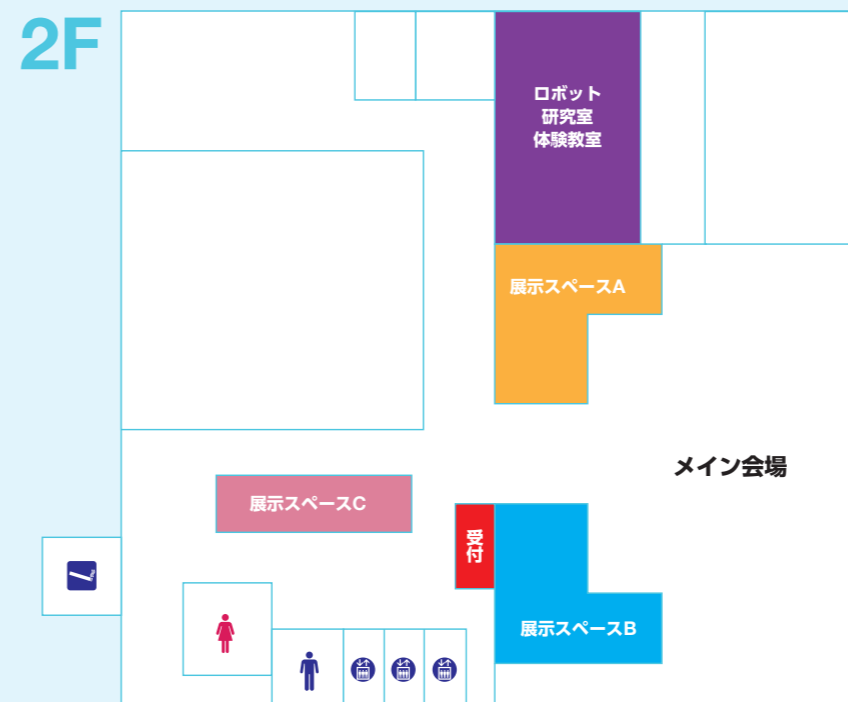 2F
ロボット
研究室
体験教室
展示スペースA
メイン会場
展示スペースC
受付
展示スペースB